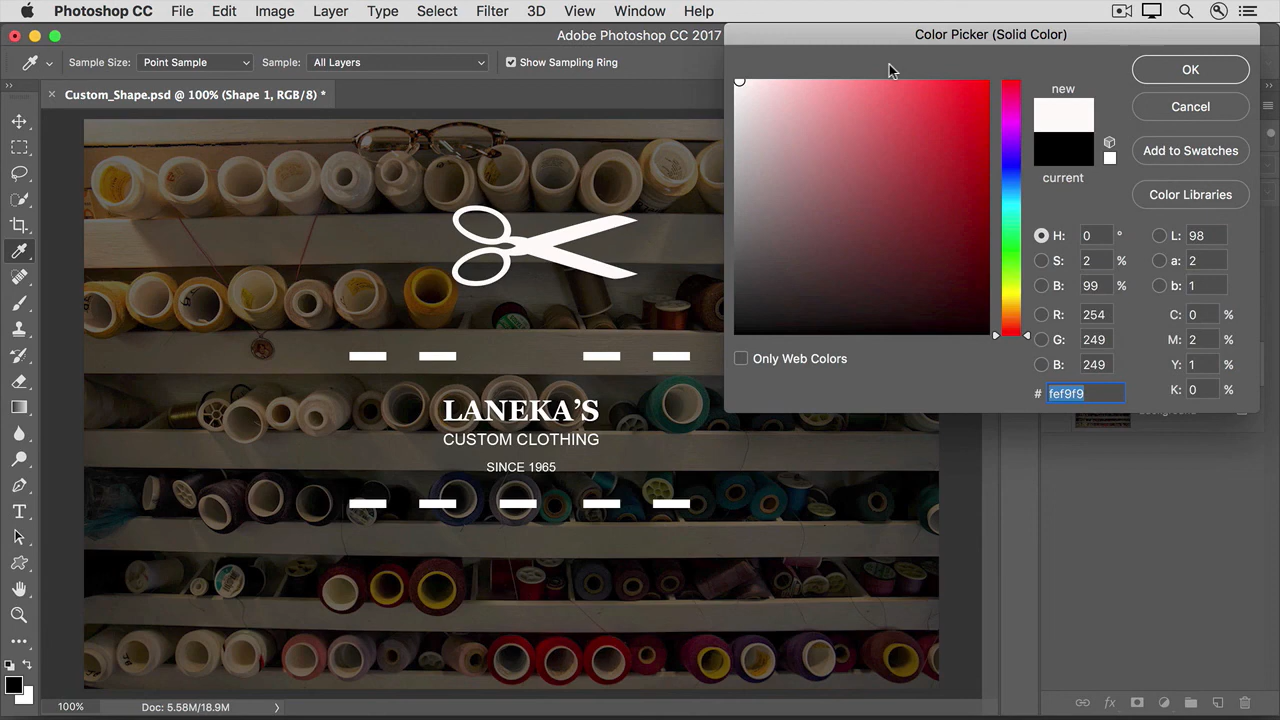 Photoshop CC File Edit Image Layer Type Select Filter 3D View Window Help
Adobe Photoshop CC 2017
Color Picker (Solid Color)
Sample Size: Point Sample Sample: All Layers Show Sampling Ring
× Custom_Shape.psd @ 100% (Shape 1, RGB/8) *
new
current
OK
Cancel
Add to Swatches
Color Libraries
H: 0 °
S: 2 %
B: 99 %
R: 254
G: 249
B: 249
# fef9f9
L: 98
a: 2
b: 1
C: 0 %
M: 2 %
Y: 1 %
K: 0 %
Only Web Colors
Background
LANEKA'S
CUSTOM CLOTHING
SINCE 1965
100% Doc: 5.58M/18.9M